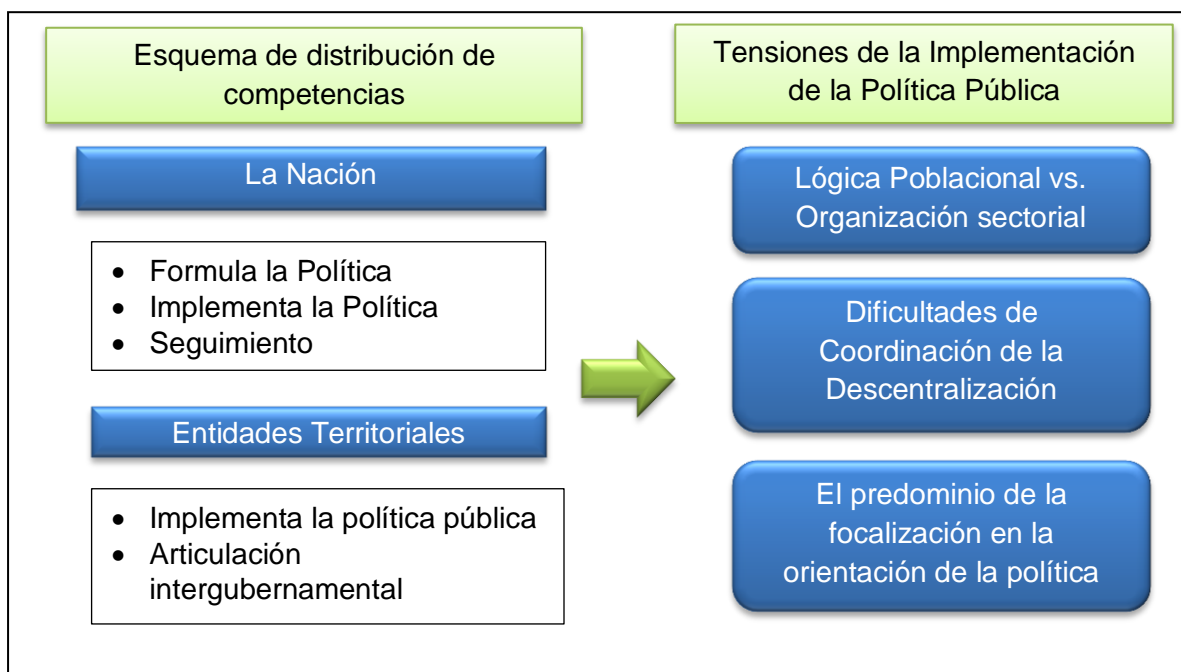 Esquema de distribución de
competencias
La Nación
• Formula la Política
• Implementa la Política
• Seguimiento
Entidades Territoriales
• Implementa la política pública
• Articulación
intergubernamental
Tensiones de la Implementación
de la Política Pública
Lógica Poblacional vs.
Organización sectorial
Dificultades de
Coordinación de la
Descentralización
El predominio de la
focalización en la
orientación de la política